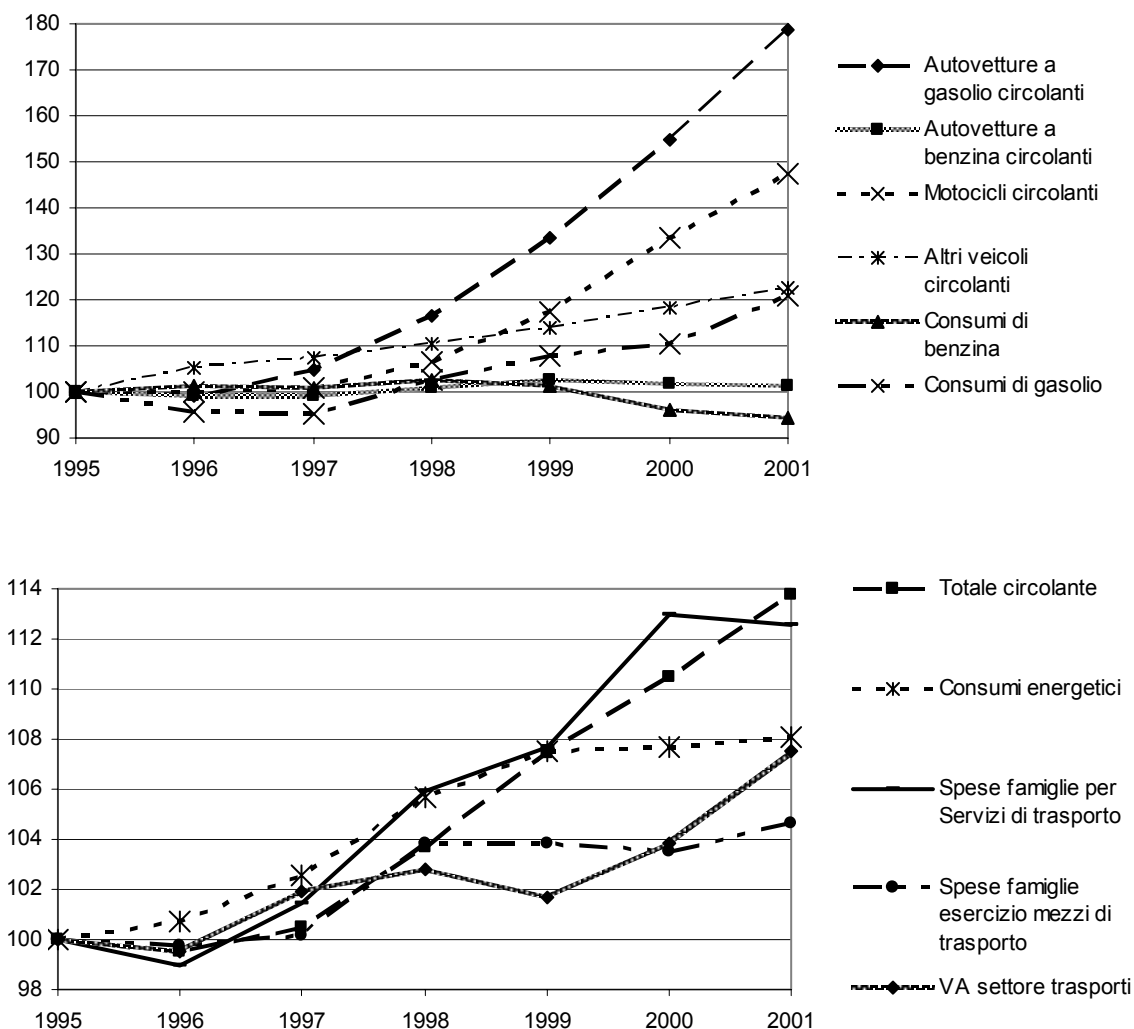 180
170
160
150
140
130
120
110
100
90
1995 1996 1997 1998 1999 2000 2001
Autovetture a
gasolio circolanti
Autovetture a
benzina circolanti
Motocicli circolanti
Altri veicoli
circolanti
Consumi di
benzina
Consumi di gasolio
114
112
110
108
106
104
102
100
98
1995 1996 1997 1998 1999 2000 2001
Totale circolante
Consumi energetici
Spese famiglie per
Servizi di trasporto
Spese famiglie
esercizio mezzi di
trasporto
VA settore trasporti